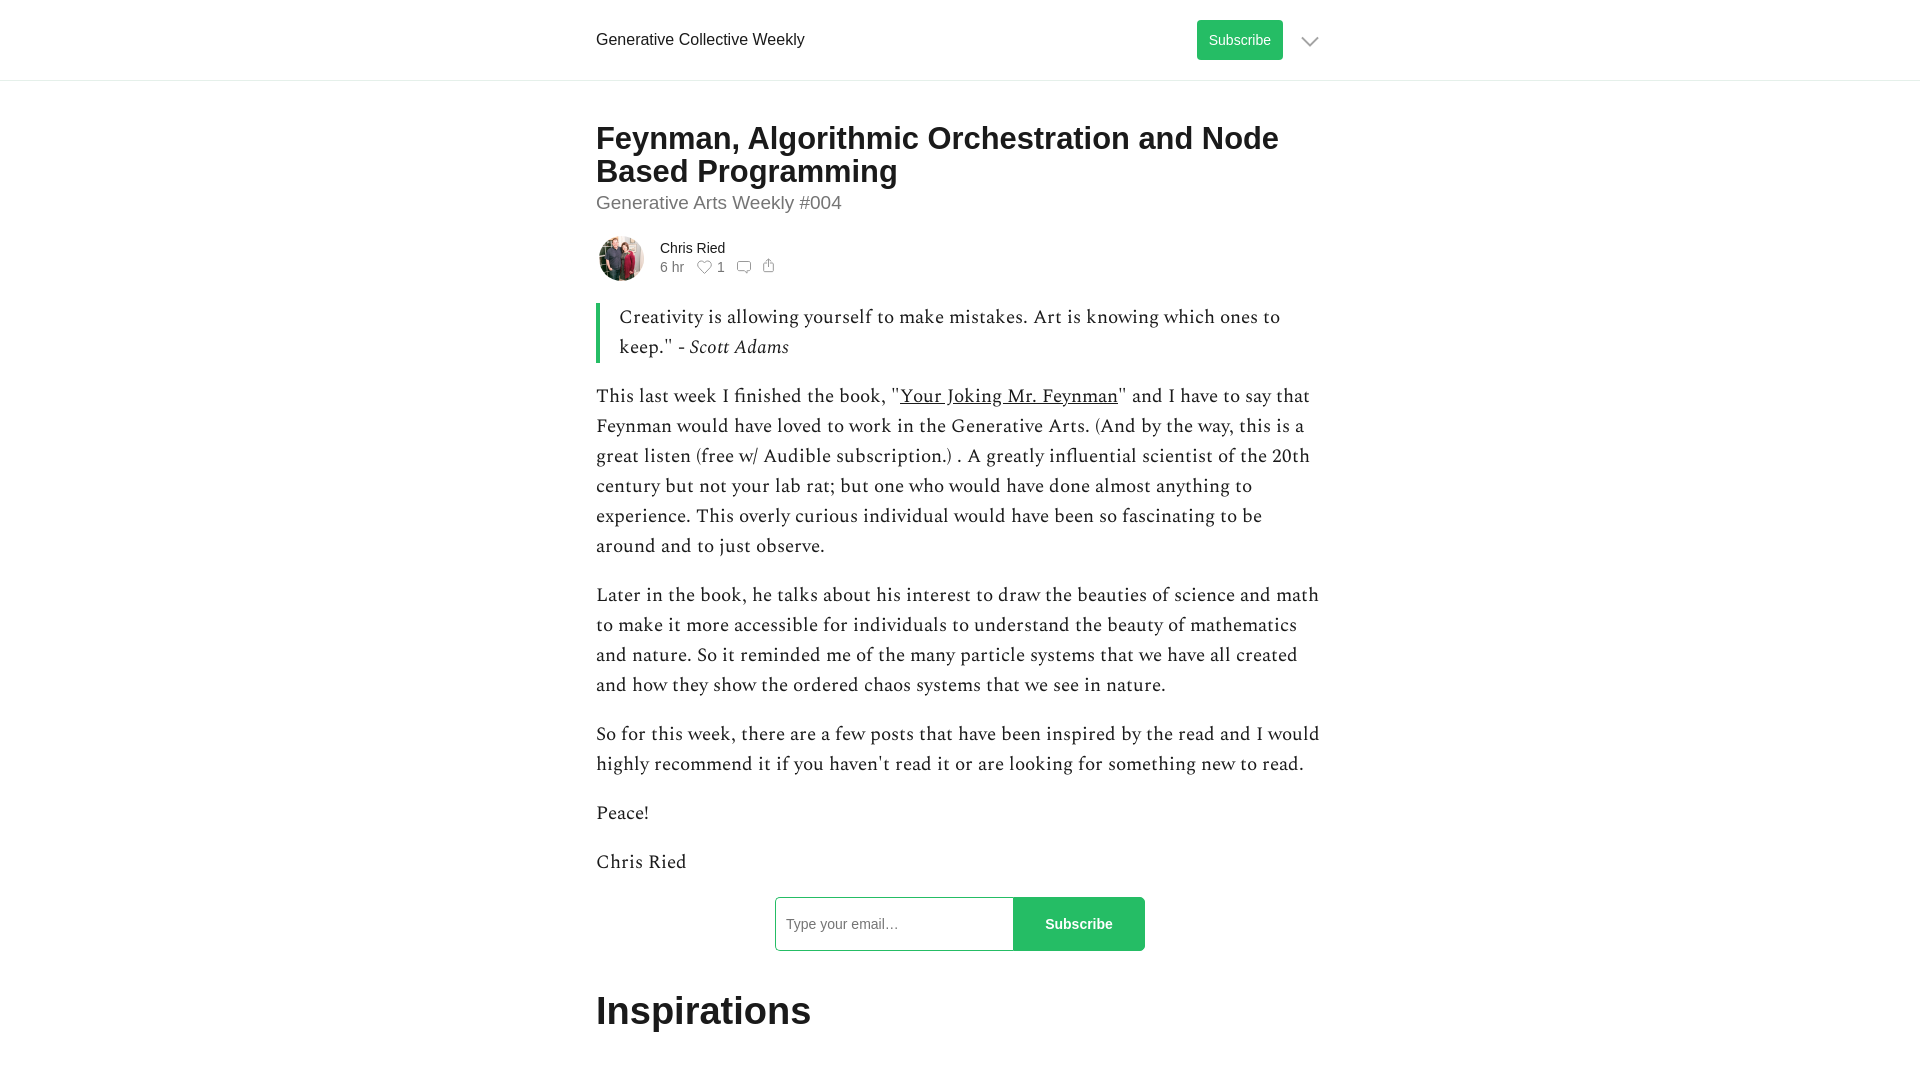 Generative Collective Weekly
Subscribe
Feynman, Algorithmic Orchestration and Node
Based Programming
Generative Arts Weekly #004
Chris Ried
6 hr
1
Creativity is allowing yourself to make mistakes. Art is knowing which ones to
keep." - Scott Adams
This last week I finished the book, "Your Joking Mr. Feynman" and I have to say that
Feynman would have loved to work in the Generative Arts. (And by the way, this is a
great listen (free w/ Audible subscription.) . A greatly influential scientist of the 20th
century but not your lab rat; but one who would have done almost anything to
experience. This overly curious individual would have been so fascinating to be
around and to just observe.
Later in the book, he talks about his interest to draw the beauties of science and math
to make it more accessible for individuals to understand the beauty of mathematics
and nature. So it reminded me of the many particle systems that we have all created
and how they show the ordered chaos systems that we see in nature.
So for this week, there are a few posts that have been inspired by the read and I would
highly recommend it if you haven't read it or are looking for something new to read.
Peace!
Chris Ried
Type your email…
Subscribe
Inspirations